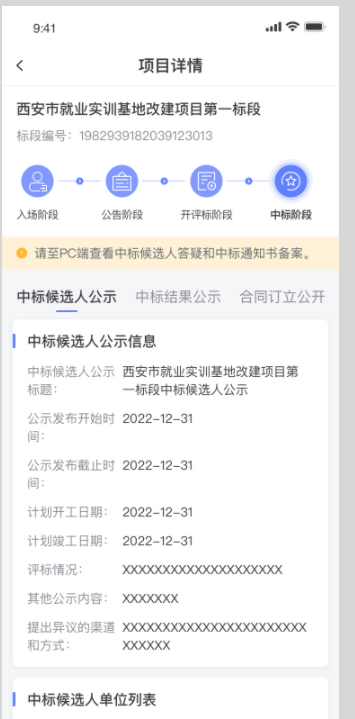 9:41
项目详情
西安市就业实训基地改建项目第一标段
标段编号：1982939182039123013
入场阶段 公告阶段 开评标阶段 中标阶段
请至PC端查看中标候选人答疑和中标通知书备案。
中标候选人公示 中标结果公示 合同订立公开
中标候选人公示信息
中标候选人公示 西安市就业实训基地改建项目第
标题： 一标段中标候选人公示
公示发布开始时 2022-12-31
间：
公示发布截止时 2022-12-31
间：
计划开工日期： 2022-12-31
计划竣工日期： 2022-12-31
评标情况： XXXXXXXXXXXXXXXXXXXX
其他公示内容： XXXXXXX
提出异议的渠道 XXXXXXXXXXXXXXXXXXXXXXX
和方式： XXXXXX
中标候选人单位列表